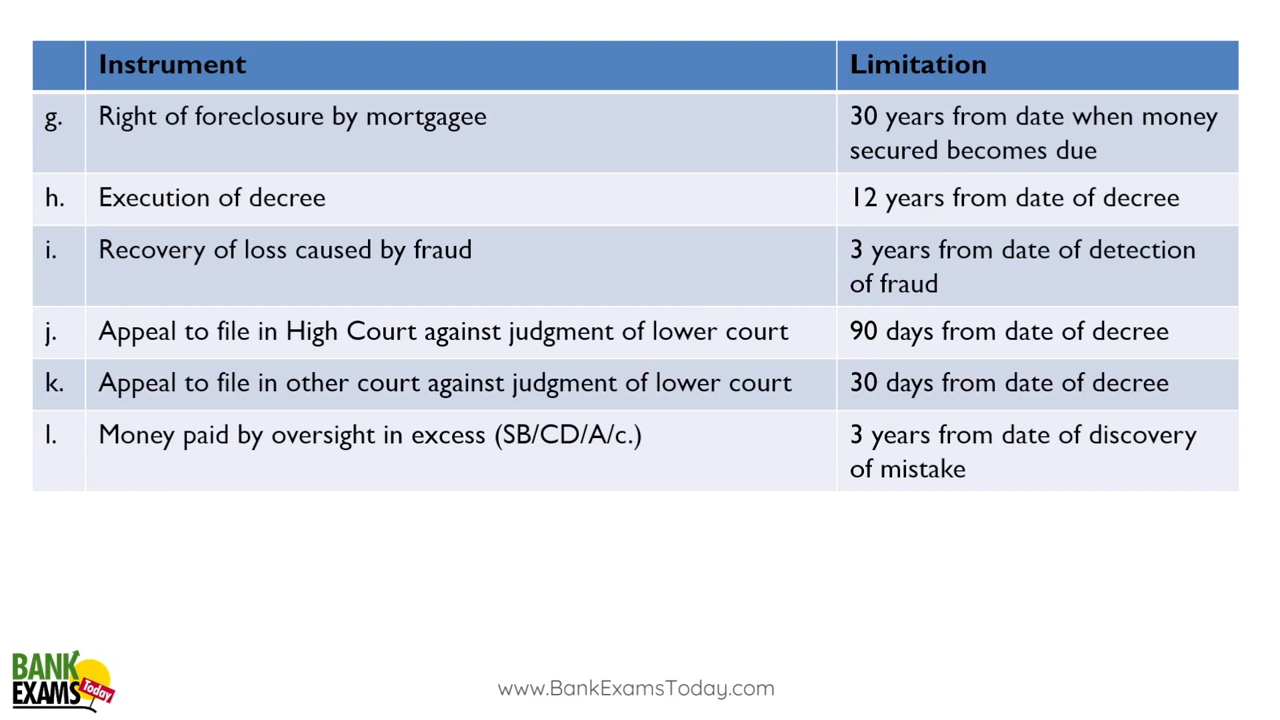 Instrument Limitation
g. Right of foreclosure by mortgagee 30 years from date when money
secured becomes due
h. Execution of decree 12 years from date of decree
i. Recovery of loss caused by fraud 3 years from date of detection
of fraud
j. Appeal to file in High Court against judgment of lower court 90 days from date of decree
k. Appeal to file in other court against judgment of lower court 30 days from date of decree
l. Money paid by oversight in excess (SB/CD/A/c.) 3 years from date of discovery
of mistake
BANK
EXAMS Today
www.BankExamsToday.com